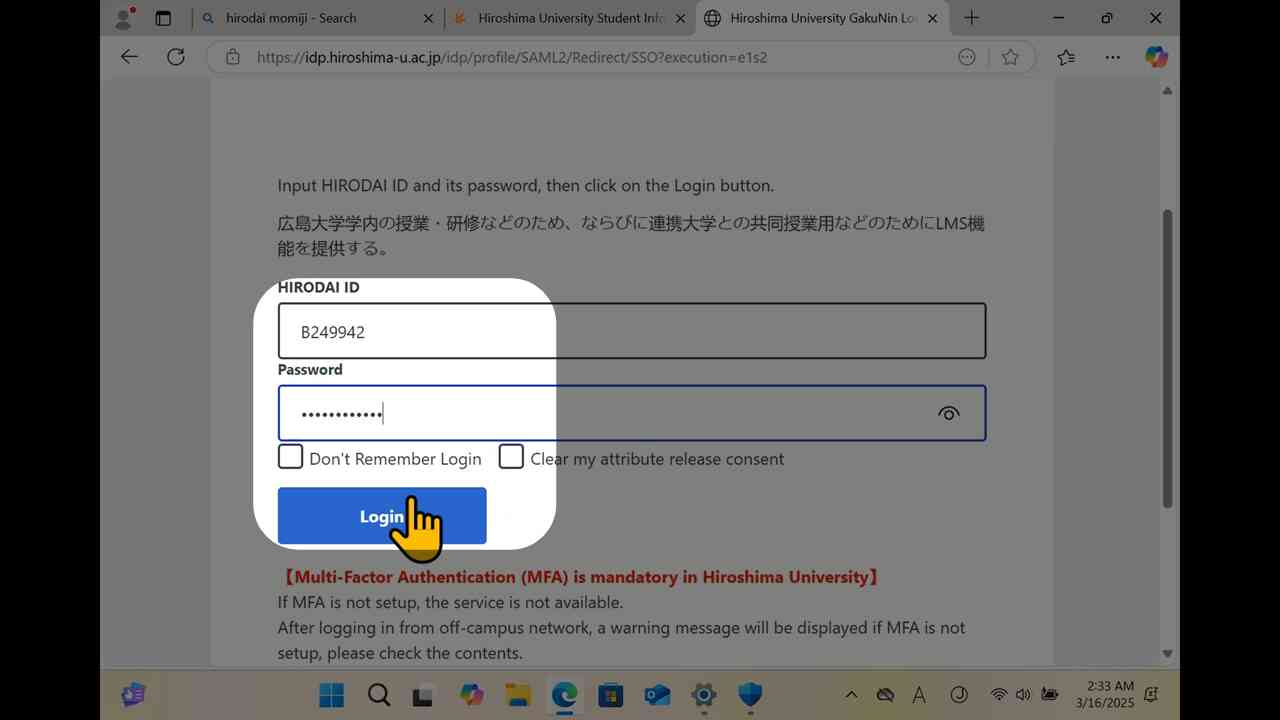 hirodai momiji - Search
Hiroshima University Student Info
Hiroshima University GakuNin Lo
https://idp.hiroshima-u.ac.jp/idp/profile/SAML2/Redirect/SSO?execution=e1s2
Input HIRODAI ID and its password, then click on the Login button.
広島大学学内の授業・研修などのため、ならびに連携大学との共同授業用などのためにLMS機
能を提供する。
HIRODAI ID
B249942
Password
Don't Remember Login Clear my attribute release consent
Login
【Multi-Factor Authentication (MFA) is mandatory in Hiroshima University】
If MFA is not setup, the service is not available.
After logging in from off-campus network, a warning message will be displayed if MFA is not
setup, please check the contents.
A
2:33 AM
3/16/2025